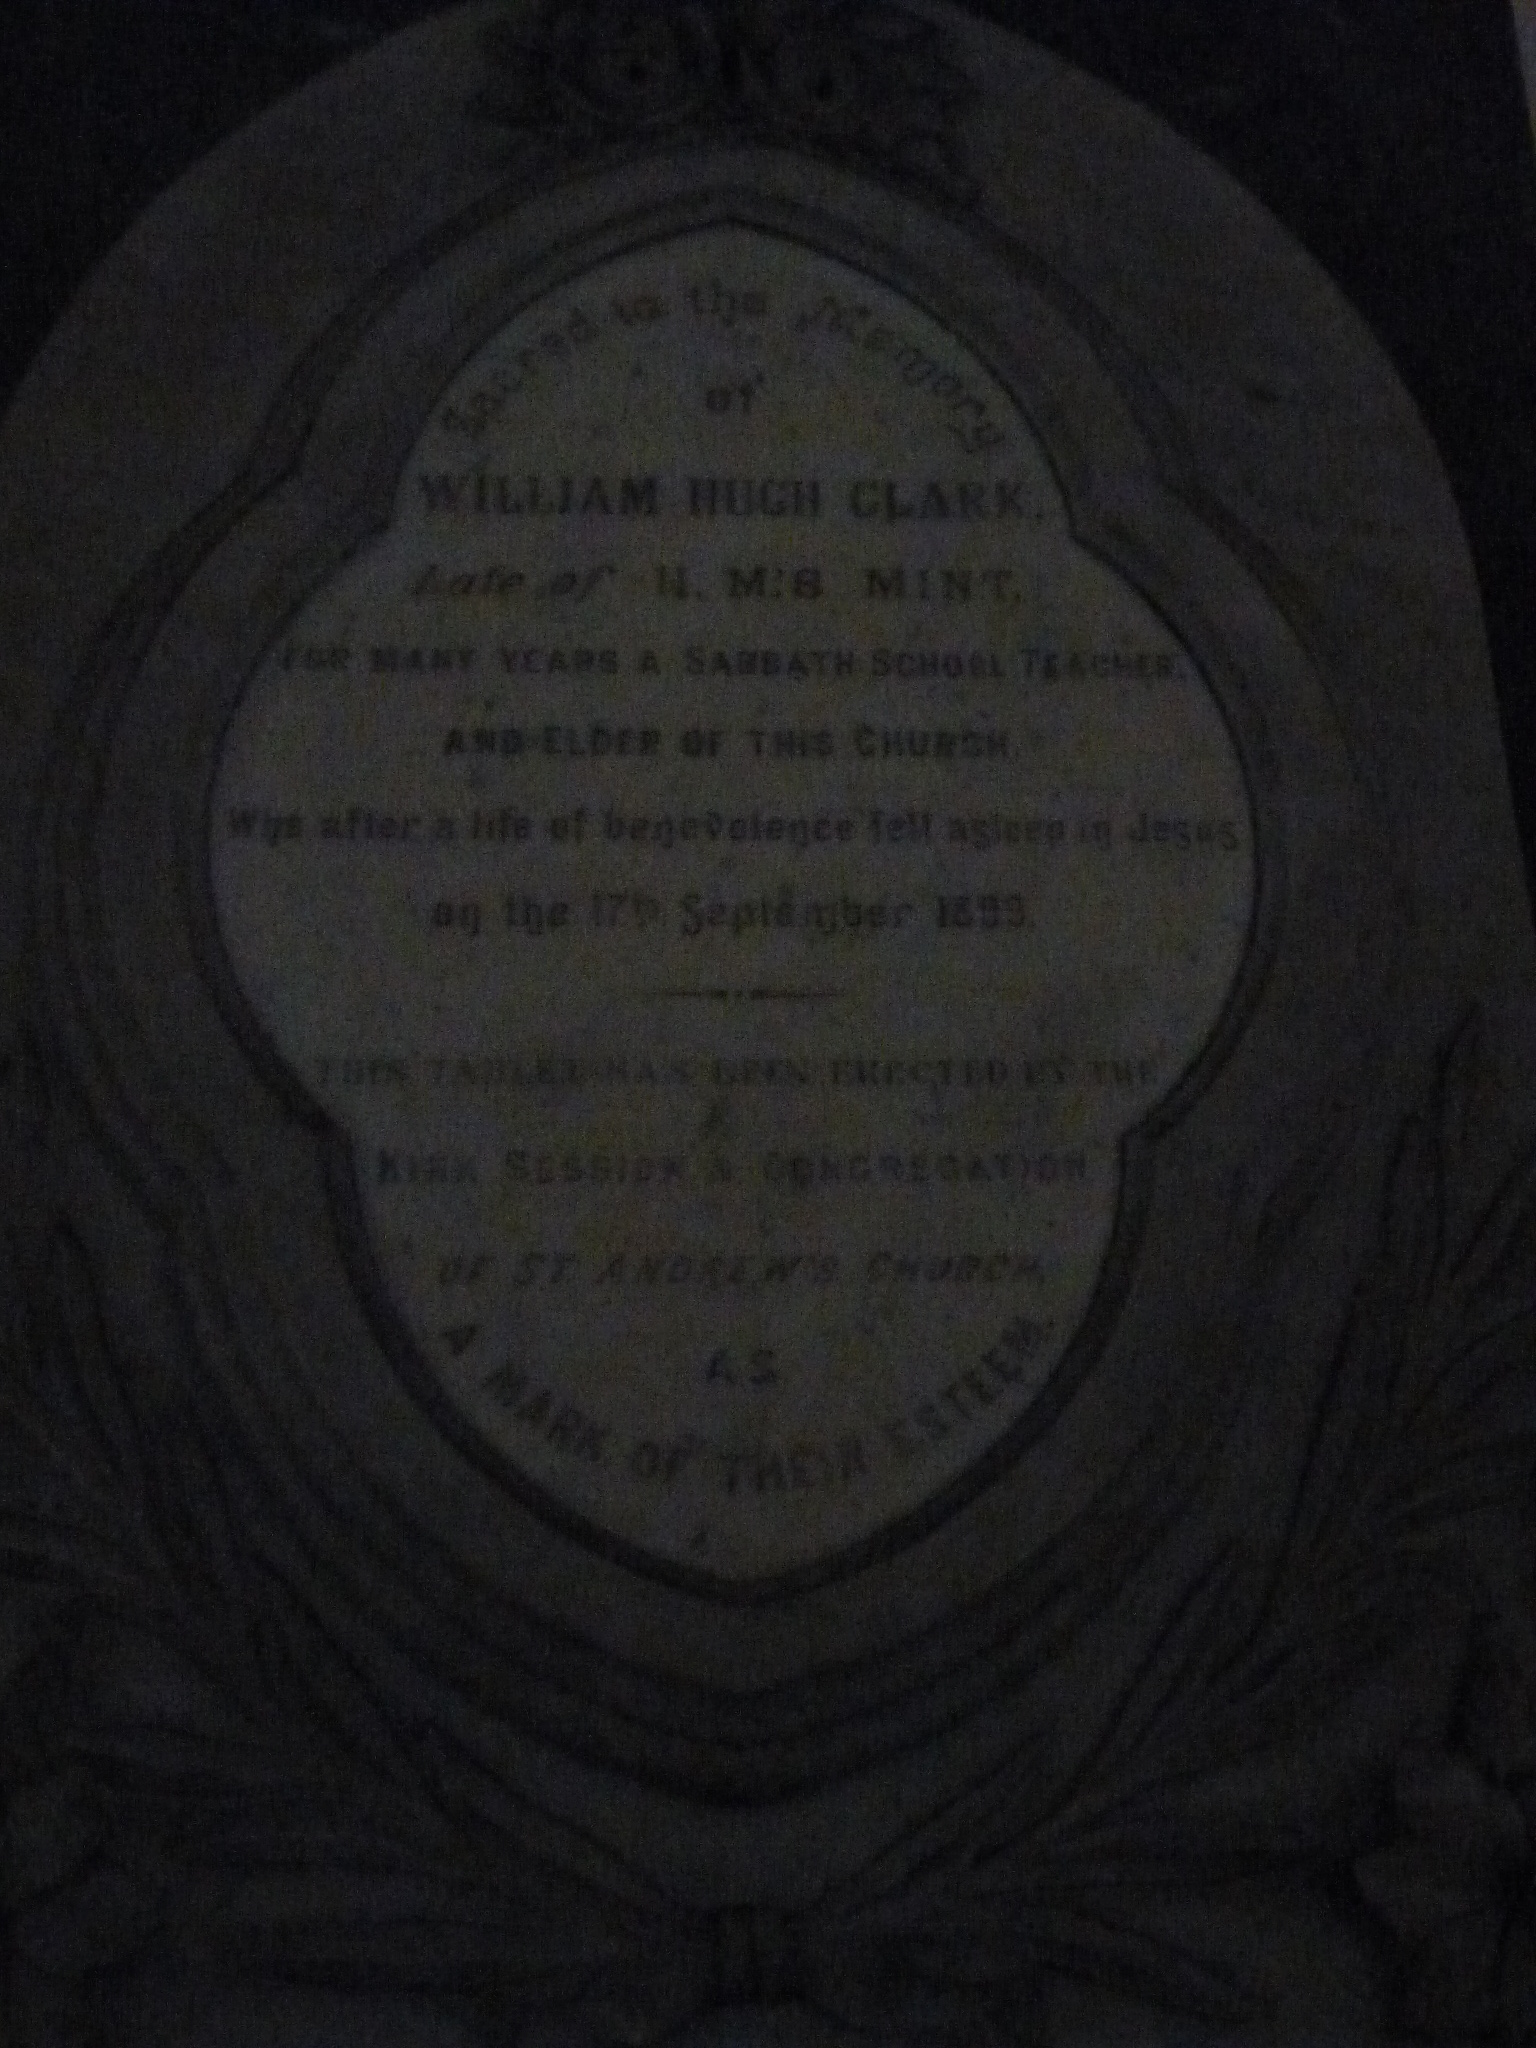 Sacred to the Memory
OF
WILLIAM HUGH CLARK.
Late of H. M'S MINT,
FOR MANY YEARS A SABBATH SCHOOL TEACHER,
AND ELDER OF THIS CHURCH.
Who after a life of benevolence fell asleep in Jesus
on the 17th September 1899.
THIS TABLET HAS BEEN ERECTED BY THE
KIRK SESSION & CONGREGATION
OF ST ANDREW'S CHURCH,
AS
A MARK OF THEIR ESTEEM.